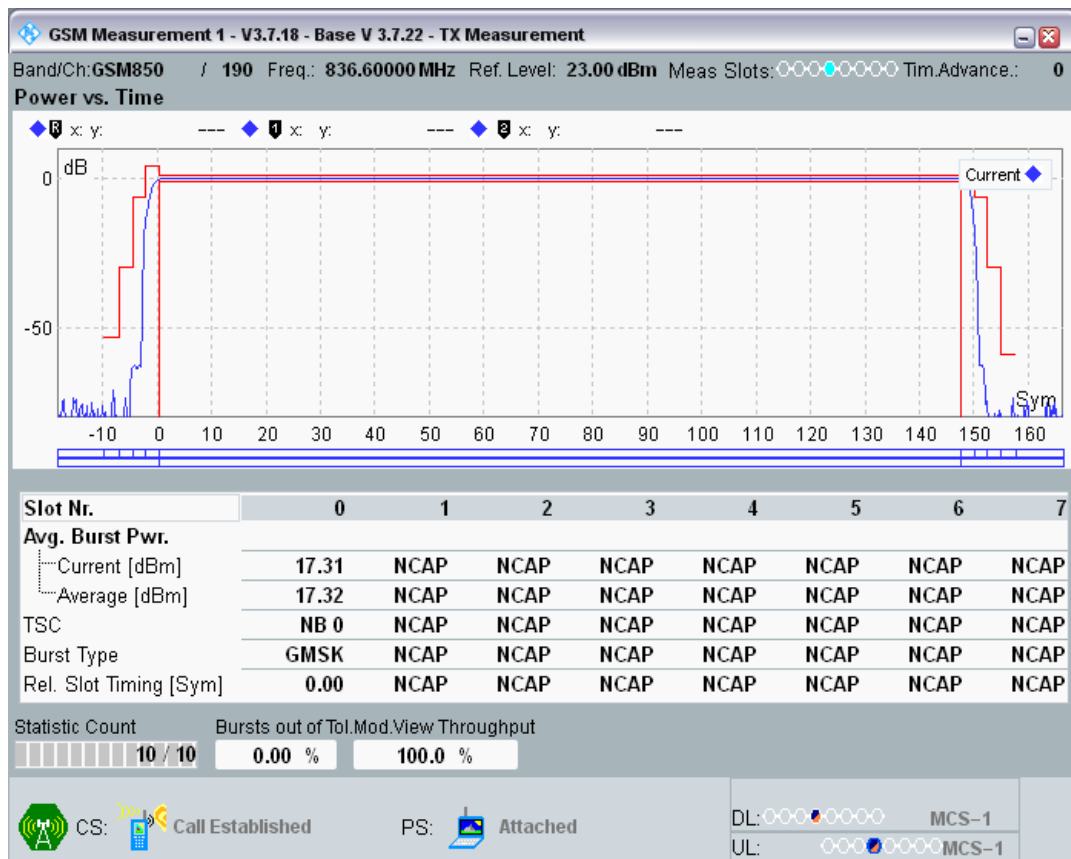 GSM Measurement 1 - V3.7.18 - Base V 3.7.22 - TX Measurement
Band/Ch:GSM850 / 190 Freq.: 836.60000 MHz Ref. Level: 23.00 dBm Meas Slots: Tim.Advance.: 0
Power vs. Time
R x: y: --- 1 x: y: --- 2 x: y: ---
dB
Current
0
-50
Sym
-10 0 10 20 30 40 50 60 70 80 90 100 110 120 130 140 150 160
Slot Nr. 0 1 2 3 4 5 6 7
Avg. Burst Pwr.
Current [dBm] 17.31 NCAP NCAP NCAP NCAP NCAP NCAP NCAP
Average [dBm] 17.32 NCAP NCAP NCAP NCAP NCAP NCAP NCAP
TSC NB 0 NCAP NCAP NCAP NCAP NCAP NCAP NCAP
Burst Type GMSK NCAP NCAP NCAP NCAP NCAP NCAP NCAP
Rel. Slot Timing [Sym] 0.00 NCAP NCAP NCAP NCAP NCAP NCAP NCAP
Statistic Count Bursts out of Tol.Mod.View Throughput
10 / 10 0.00 % 100.0 %
CS: Call Established PS: Attached
DL: MCS-1
UL: MCS-1